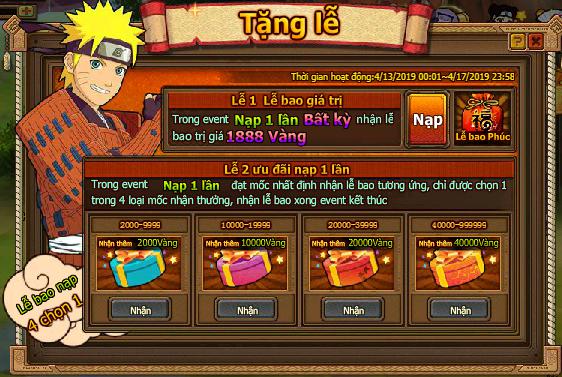 Tặng lễ
Thời gian hoạt động:4/13/2019 00:01~4/17/2019 23:58
Lễ 1 Lễ bao giá trị
Trong event Nạp 1 lần Bất kỳ nhận lễ
bao trị giá 1888 Vàng
Nạp
Lễ bao Phúc
Lễ 2 ưu đãi nạp 1 lần
Trong event Nạp 1 lần đạt mốc nhất định nhận lễ bao tương ứng, chỉ được chọn 1
trong 4 loại mốc nhận thưởng, nhận lễ bao xong event kết thúc
2000-9999
10000-19999
20000-39999
40000-999999
Nhận thêm 2000Vàng
Nhận thêm 10000Vàng
Nhận thêm 20000Vàng
Nhận thêm 40000Vàng
Nhận
Nhận
Nhận
Nhận
Lễ bao nạp
4 chọn 1